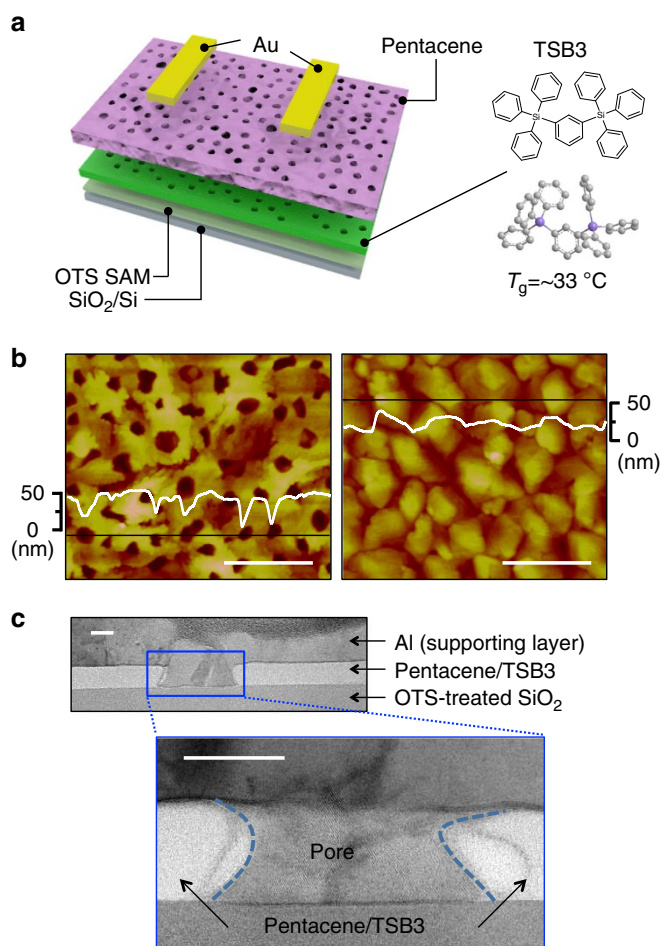 a
Au
Pentacene
TSB3
Si
Si
OTS SAM
SiO₂/Si
Tg=~33 °C
b
50
0
(nm)
50
0
(nm)
c
Al (supporting layer)
Pentacene/TSB3
OTS-treated SiO₂
Pore
Pentacene/TSB3